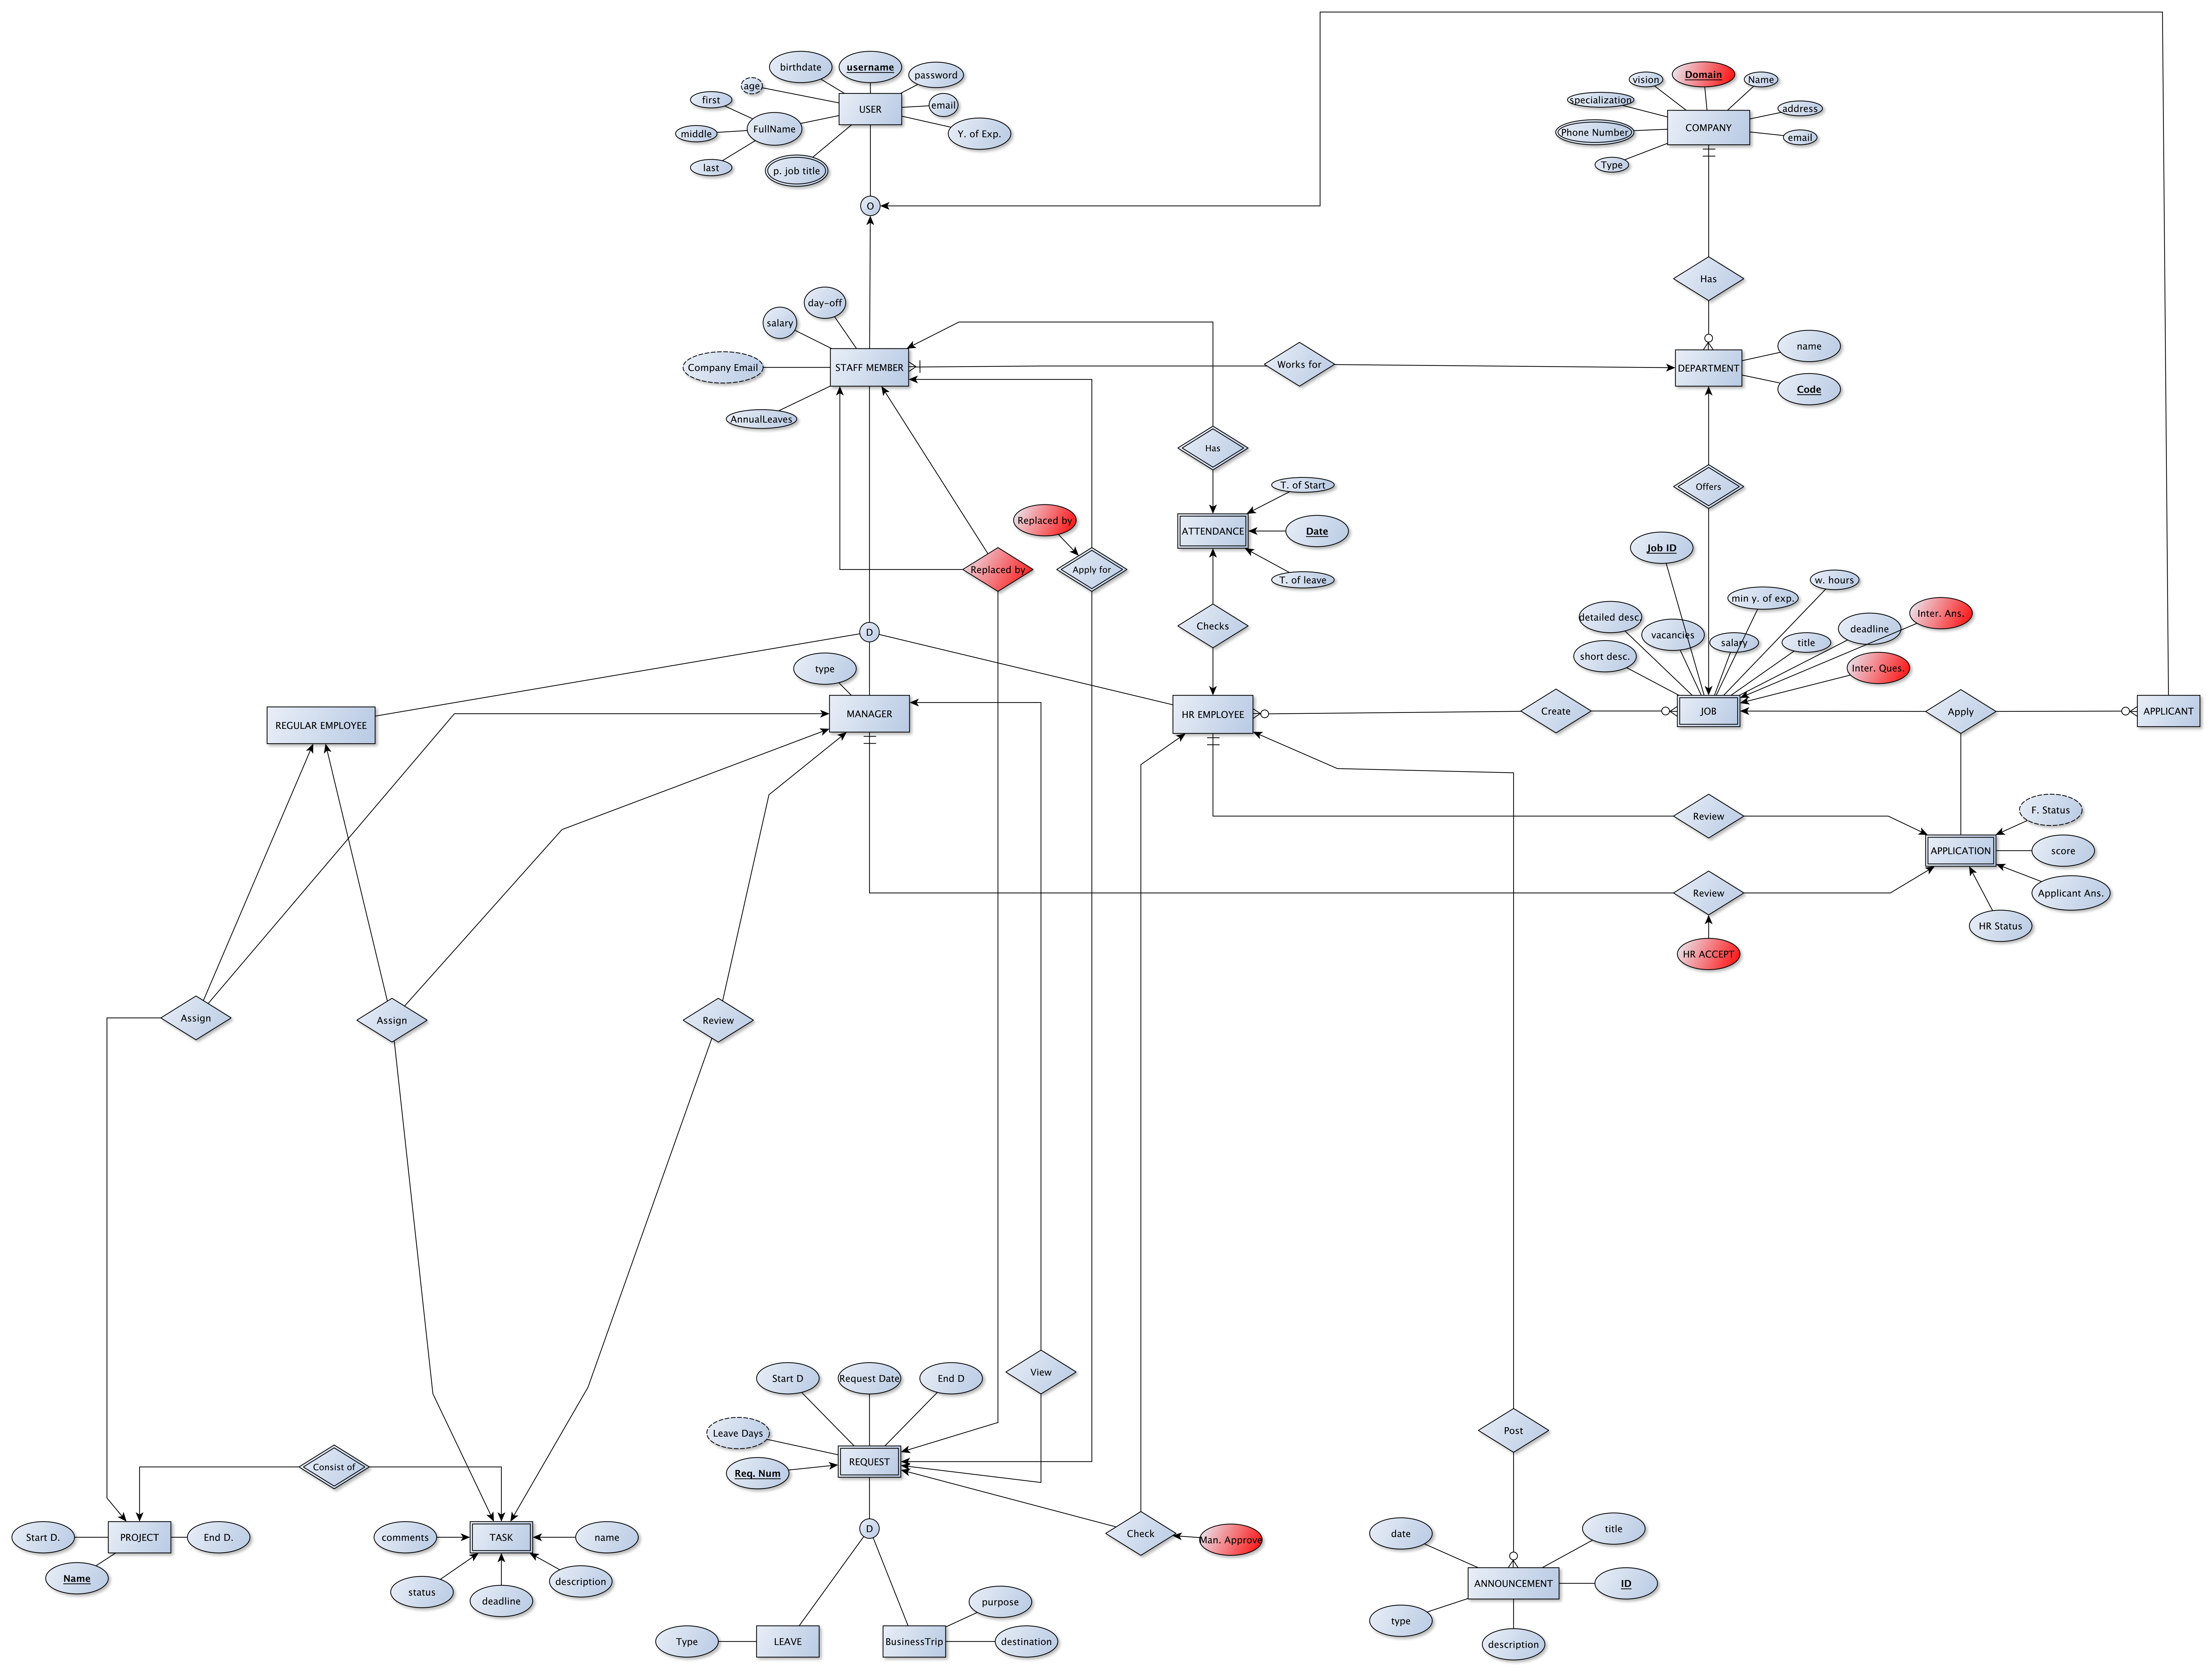 birthdate
username
password
age
email
first
USER
FullName
middle
Y. of Exp.
last
p. job title
O
vision
Domain
Name
specialization
address
COMPANY
Phone Number
email
Type
Has
day-off
salary
STAFF MEMBER
Company Email
AnnualLeaves
Works for
name
DEPARTMENT
Code
Has
Offers
T. of Start
Replaced by
ATTENDANCE
Date
Job ID
Replaced by
Apply for
T. of leave
w. hours
min y. of exp.
detailed desc.
Inter. Ans.
D
Checks
vacancies
salary
title
deadline
short desc.
Inter. Ques.
type
REGULAR EMPLOYEE
MANAGER
HR EMPLOYEE
Create
JOB
Apply
APPLICANT
Review
F. Status
APPLICATION
score
Review
Applicant Ans.
HR Status
HR ACCEPT
Assign
Assign
Review
View
Start D
Request Date
End D
Leave Days
Post
Consist of
REQUEST
Req. Num
Start D.
PROJECT
End D.
Name
comments
TASK
name
status
deadline
description
D
Check
Man. Approve
date
title
ANNOUNCEMENT
ID
type
description
purpose
Type
LEAVE
BusinessTrip
destination